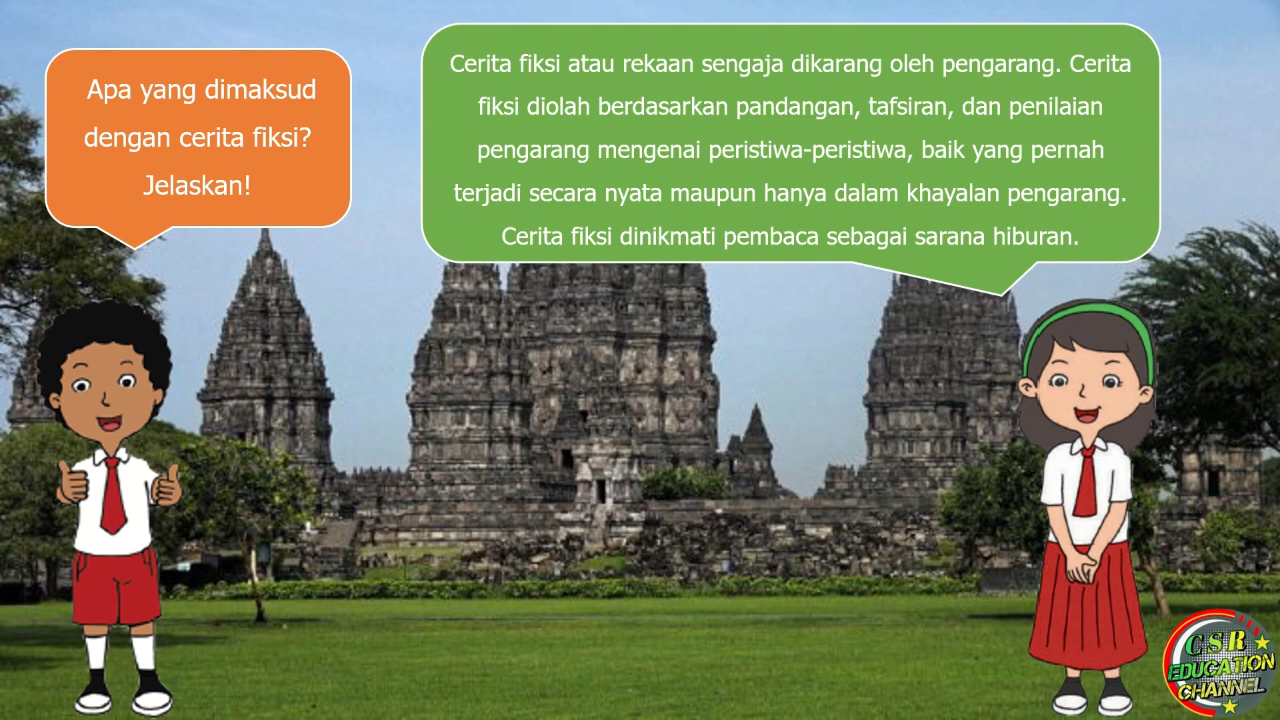 Apa yang dimaksud
dengan cerita fiksi?
Jelaskan!
Cerita fiksi atau rekaan sengaja dikarang oleh pengarang. Cerita
fiksi diolah berdasarkan pandangan, tafsiran, dan penilaian
pengarang mengenai peristiwa-peristiwa, baik yang pernah
terjadi secara nyata maupun hanya dalam khayalan pengarang.
Cerita fiksi dinikmati pembaca sebagai sarana hiburan.
CSR
EDUCATION
CHANNEL